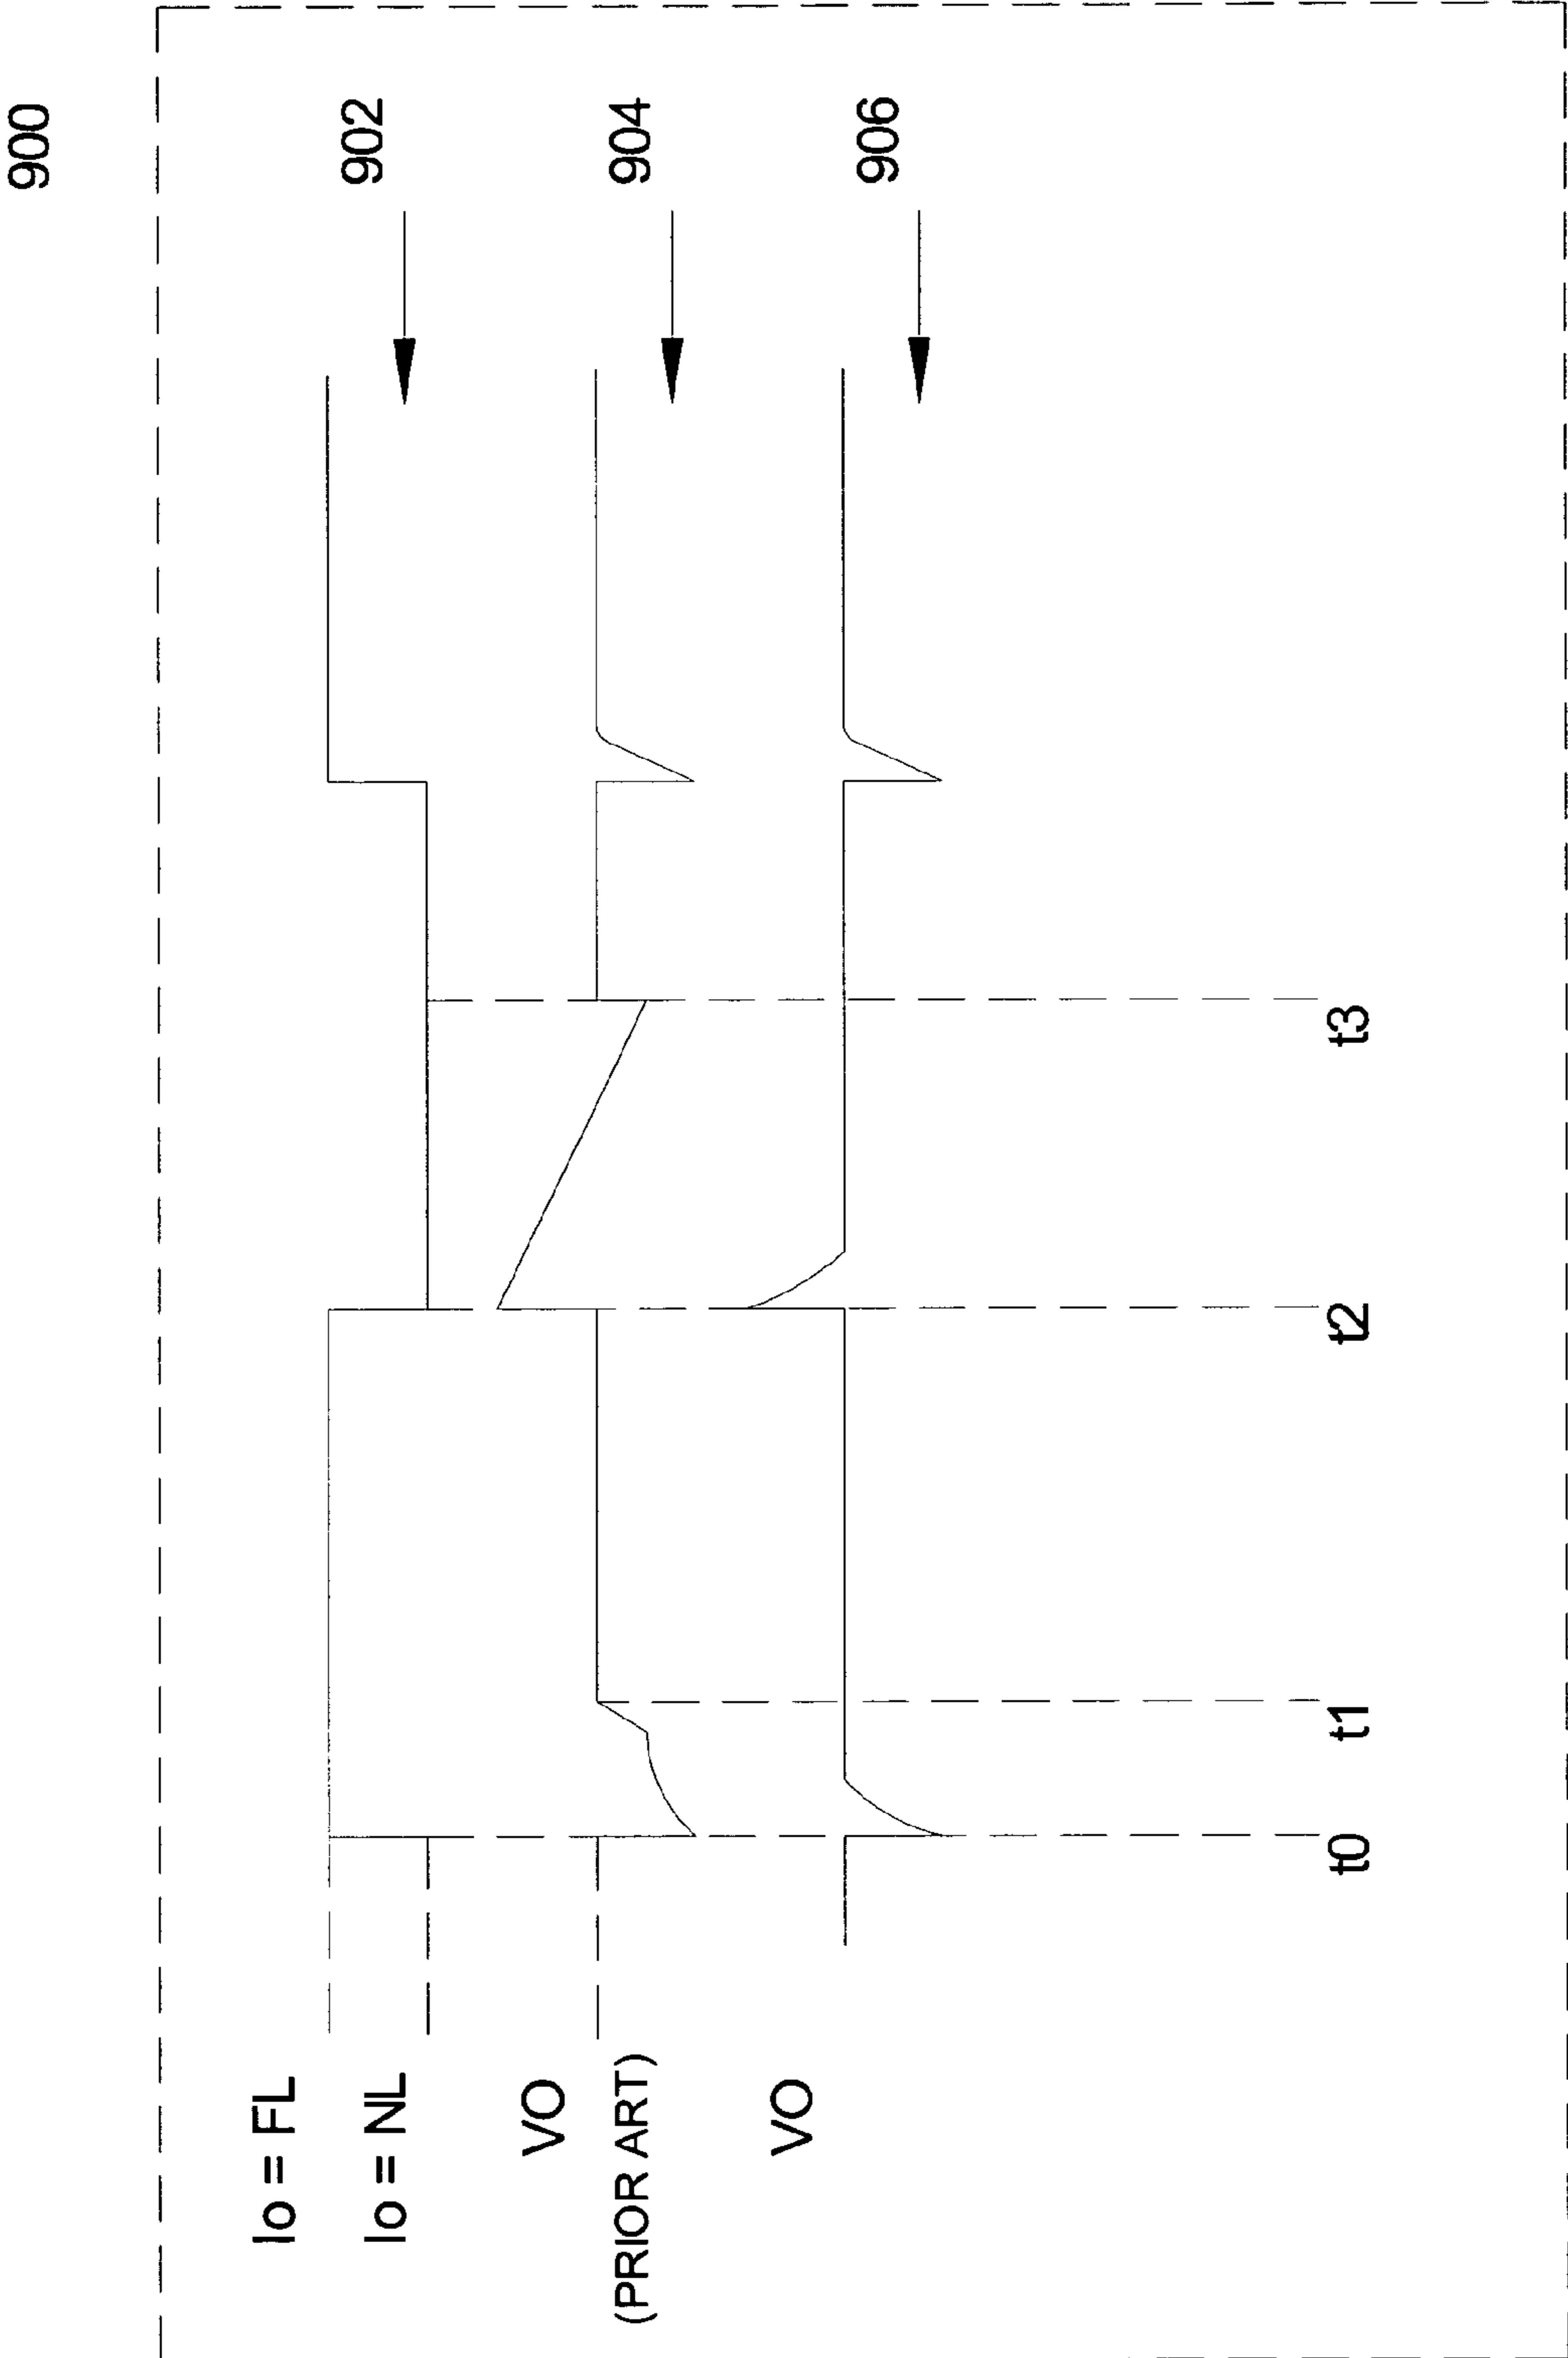 900
Io = FL
Io = NL
902
VO
(PRIOR ART)
904
VO
906
t0
t1
t2
t3